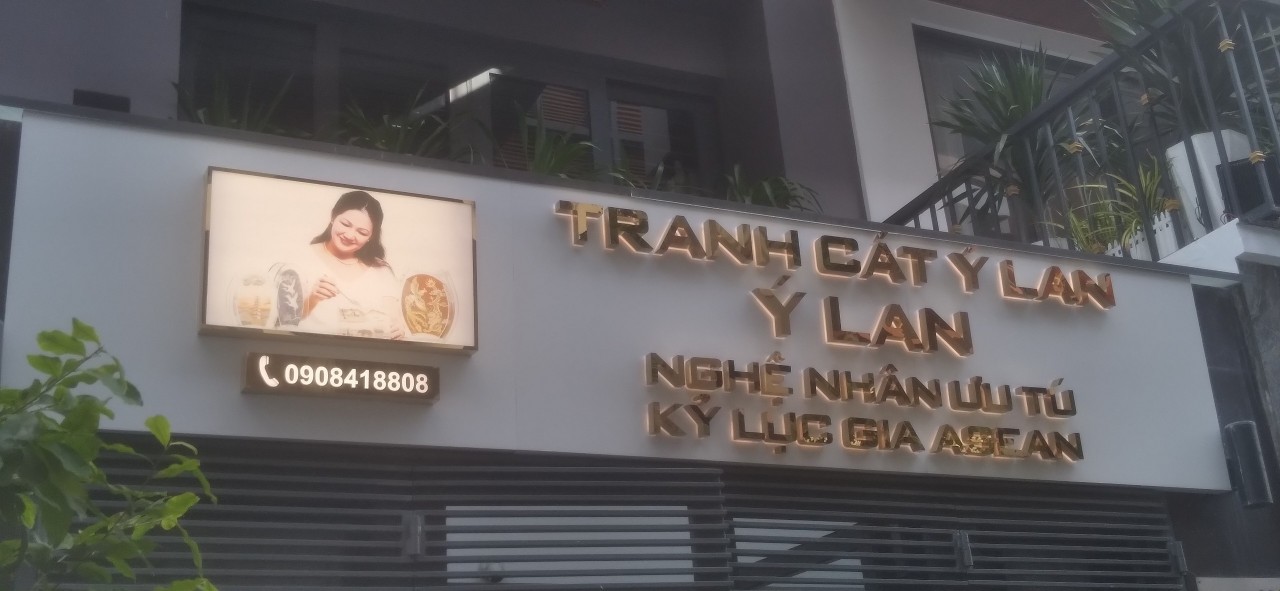 TRANH CÁT Ý LAN
Ý LAN
NGHỆ NHÂN ƯU TÚ
KỶ LỤC GIA ASEAN
0908418808